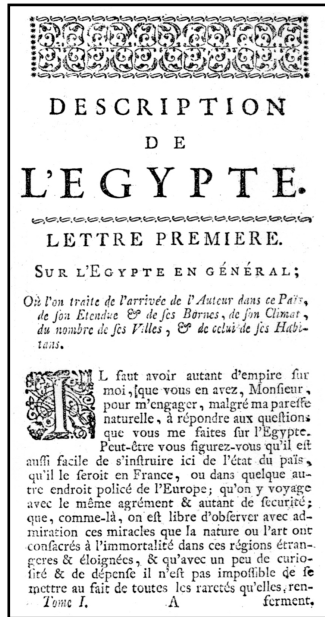 DESCRIPTION
DE
L'EGYPTE.
LETTRE PREMIERE.
SUR L'EGYPTE EN GÉNÉRAL;
Où l'on traite de l'arrivée de l'Auteur dans ce Païs,
de ſon Etendue & de ſes Bornes, de ſon Climat,
du nombre de ſes Villes, & de celui de ſes Habi-
tans.
IL faut avoir autant d'empire ſur
moi, [que vous en avez, Monſieur,
pour m'engager, malgré ma pareſſe
naturelle, à répondre aux queſtions
que vous me faites ſur l'Egypte.
Peut-être vous figurez-vous qu'il eſt
auſſi facile de s'inſtruire ici de l'état du païs,
qu'il le ſeroit en France, ou dans quelque au-
tre endroit policé de l'Europe; qu'on y voyage
avec le même agrément & autant de ſecurité;
que, comme-là, on eſt libre d'obſerver avec ad-
miration ces miracles que la nature ou l'art ont
conſacrés à l'immortalité dans ces régions étran-
geres & éloignées, & qu'avec un peu de curio-
ſité & de dépenſe il n'eſt pas impoſſible de ſe
mettre au fait de toutes les raretés qu'elles, ren-
Tome I. A ferment,